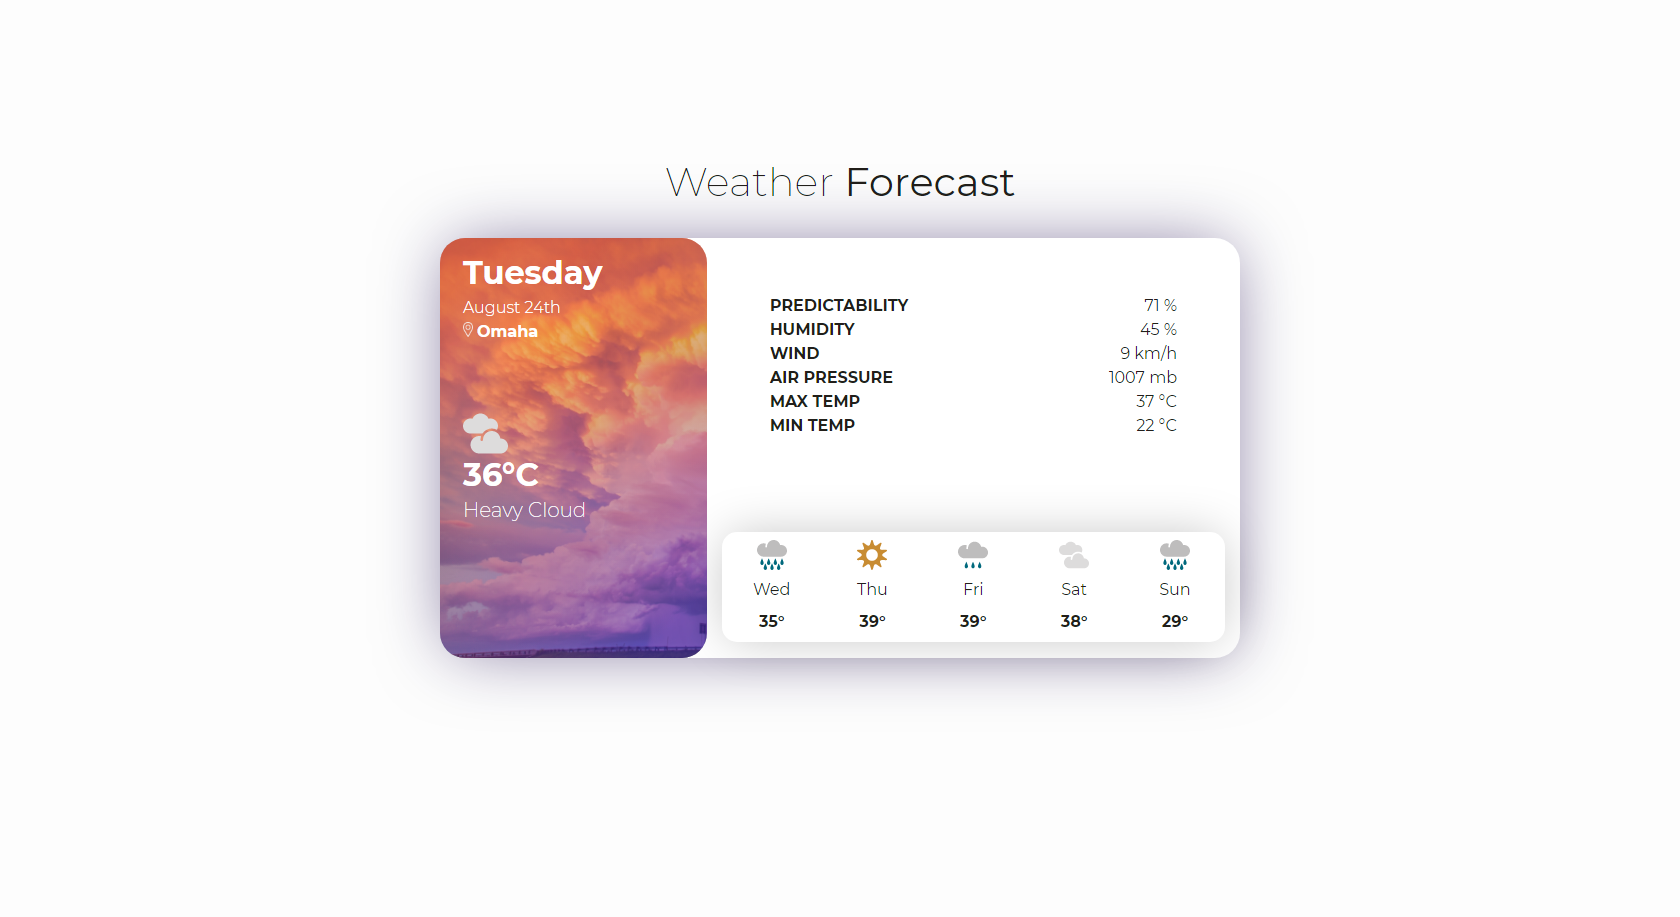 Weather Forecast
Tuesday
August 24th
Omaha
36°C
Heavy Cloud
PREDICTABILITY 71 %
HUMIDITY 45 %
WIND 9 km/h
AIR PRESSURE 1007 mb
MAX TEMP 37 °C
MIN TEMP 22 °C
Wed Thu Fri Sat Sun
35° 39° 39° 38° 29°